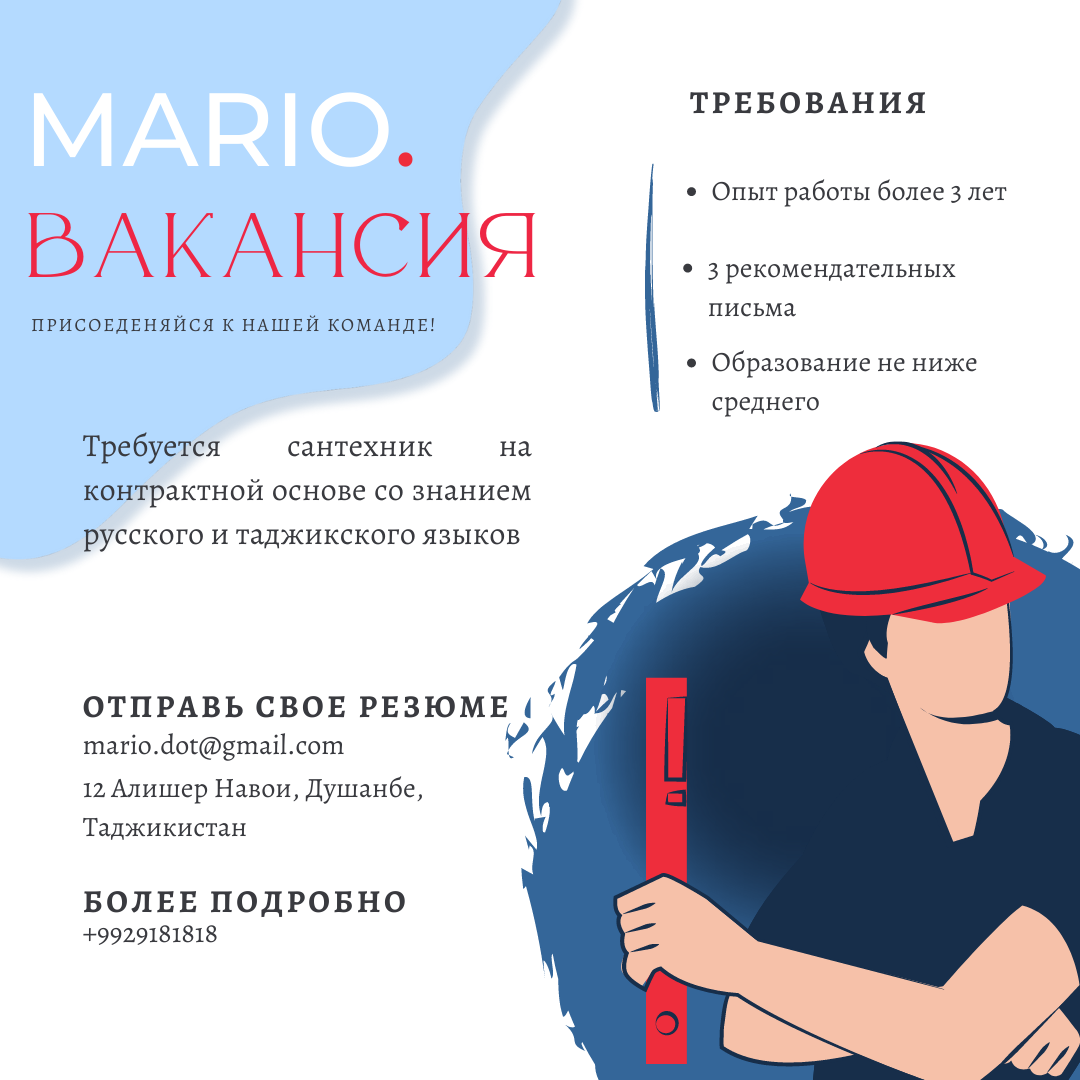 MARIO.
ВАКАНСИЯ
ПРИСОЕДЕНЯЙСЯ К НАШЕЙ КОМАНДЕ!
Требуется сантехник на
контрактной основе со знанием
русского и таджикского языков
ТРЕБОВАНИЯ
• Опыт работы более 3 лет
• 3 рекомендательных
письма
• Образование не ниже
среднего
ОТПРАВЬ СВОЕ РЕЗЮМЕ
mario.dot@gmail.com
12 Алишер Навои, Душанбе,
Таджикистан
БОЛЕЕ ПОДРОБНО
+9929181818